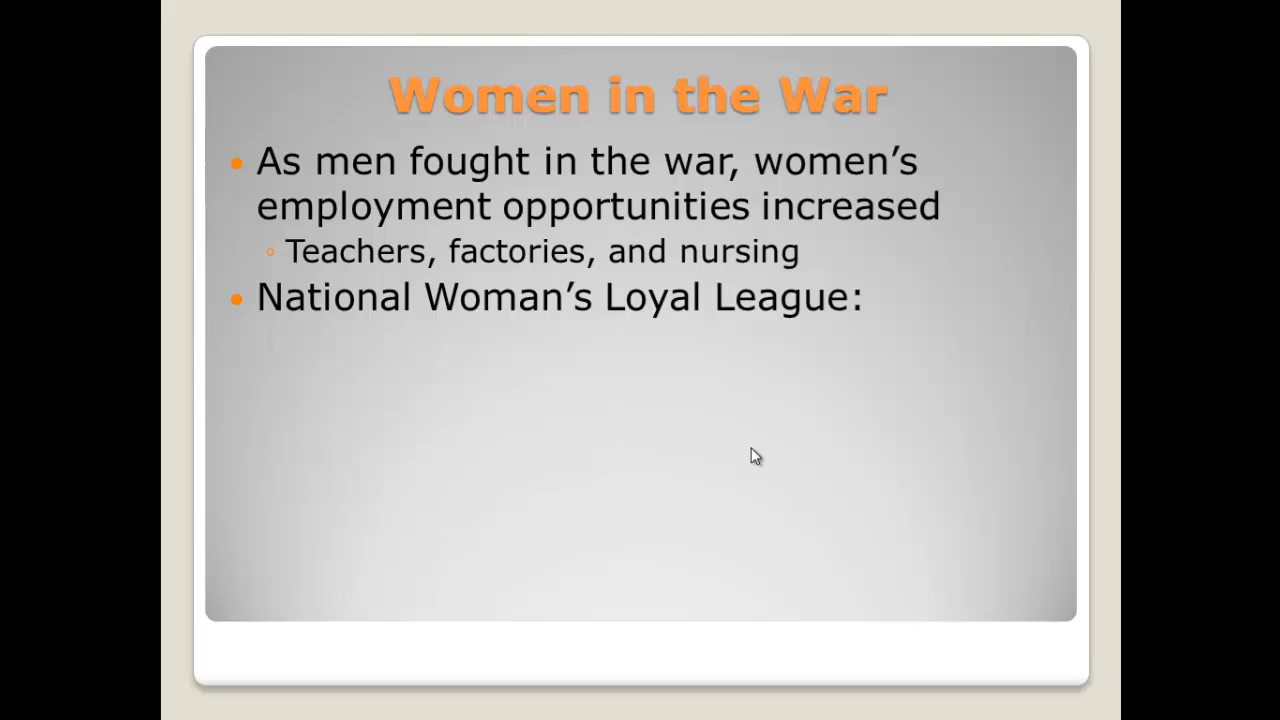 Women in the War
• As men fought in the war, women’s
employment opportunities increased
◦ Teachers, factories, and nursing
• National Woman’s Loyal League: